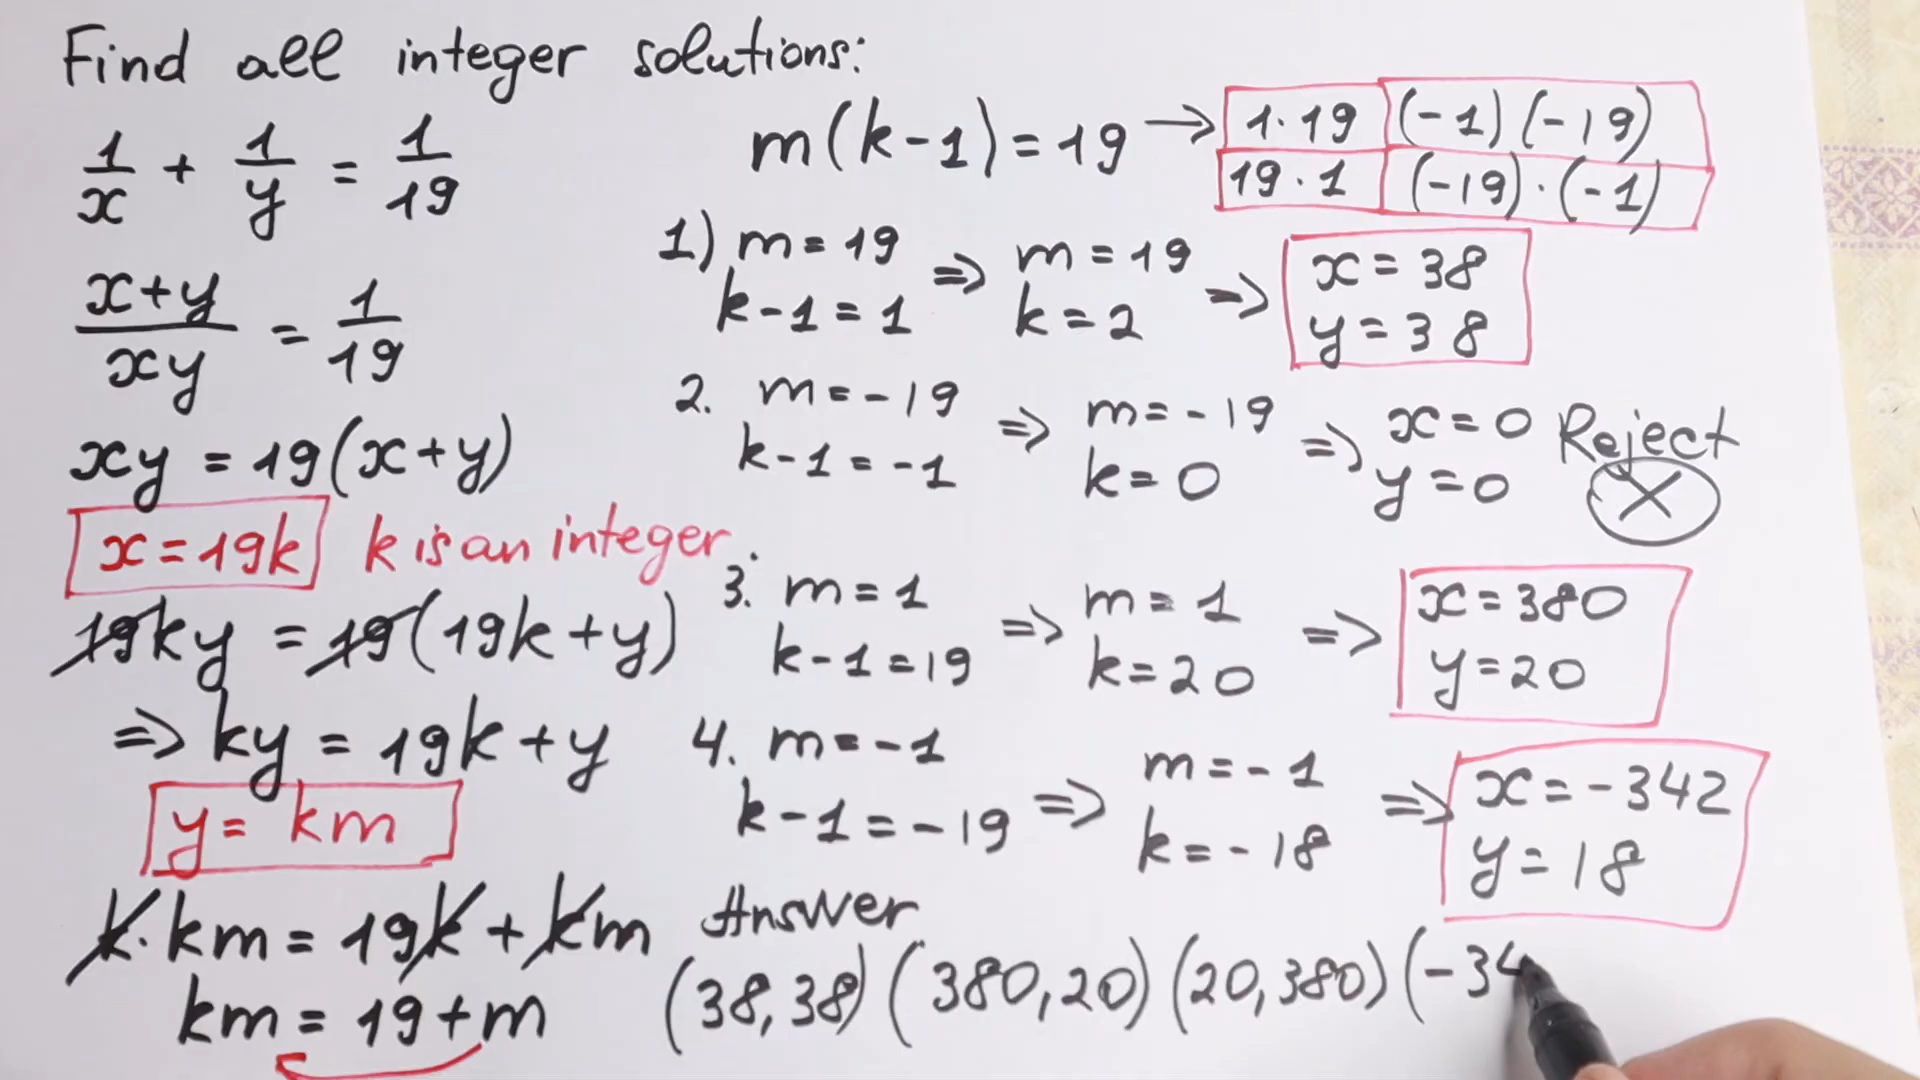 Find all integer solutions:
1/x + 1/y = 1/19
x+y/xy = 1/19
xy = 19(x+y)
x = 19k k is an integer
19ky = 19(19k+y)
=> ky = 19k + y
y = km
k·km = 19k + km
km = 19 + m
m(k-1) = 19 → 1·19 (-1)(-19)
19·1 (-19)·(-1)
1) m = 19 => m = 19 => x = 38
k-1 = 1 k = 2 y = 38
2. m = -19 => m = -19 => x = 0 Reject
k-1 = -1 k = 0 y = 0
3. m = 1 => m = 1 => x = 380
k-1 = 19 k = 20 y = 20
4. m = -1 => m = -1 => x = -342
k-1 = -19 k = -18 y = 18
Answer
(38,38) (380,20) (20,380) (-34